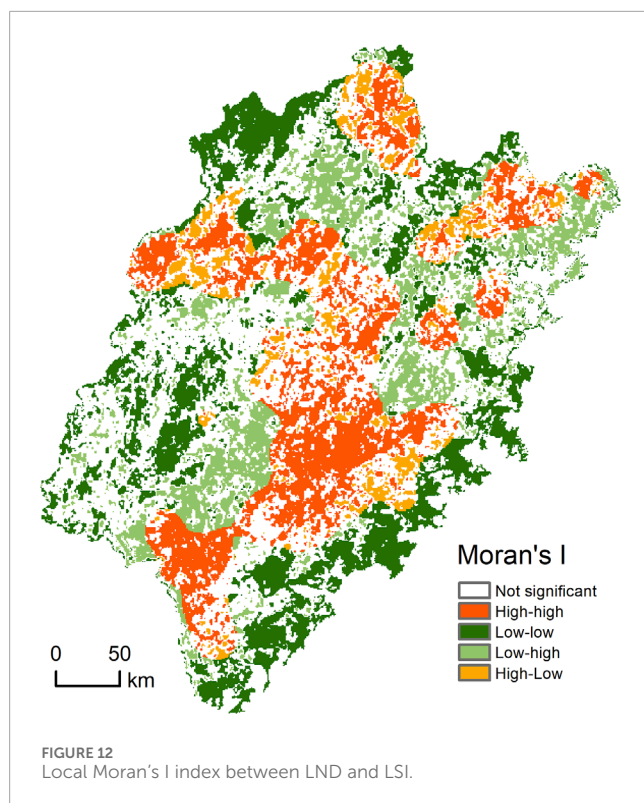 Moran's I
Not significant
High-high
Low-low
Low-high
High-Low
0 50
km
FIGURE 12
Local Moran's I index between LND and LSI.